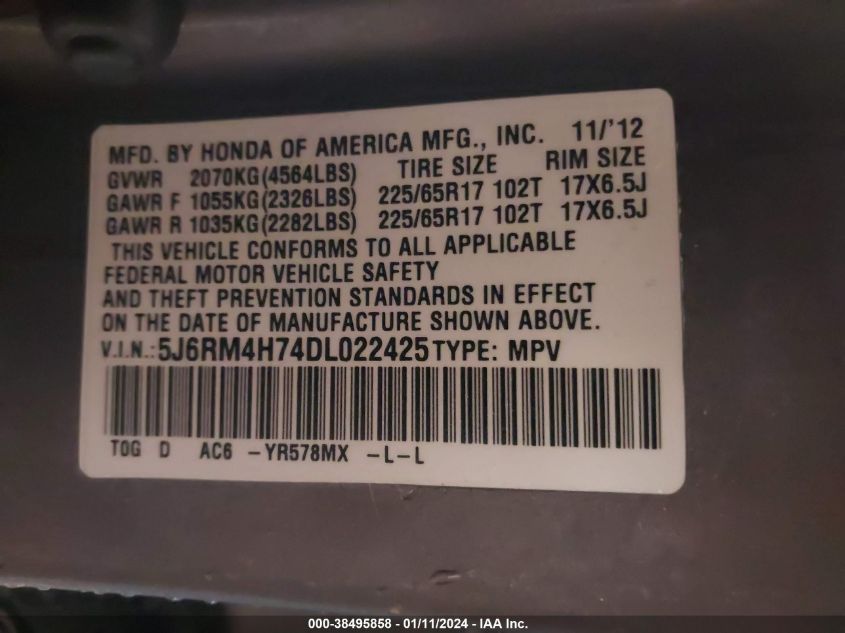 MFD. BY HONDA OF AMERICA MFG., INC. 11/'12
GVWR 2070KG(4564LBS) TIRE SIZE RIM SIZE
GAWR F 1055KG(2326LBS) 225/65R17 102T 17X6.5J
GAWR R 1035KG(2282LBS) 225/65R17 102T 17X6.5J
THIS VEHICLE CONFORMS TO ALL APPLICABLE
FEDERAL MOTOR VEHICLE SAFETY
AND THEFT PREVENTION STANDARDS IN EFFECT
ON THE DATE OF MANUFACTURE SHOWN ABOVE.
V.I.N.: 5J6RM4H74DL022425 TYPE: MPV
TOG D AC6 -YR578MX -L-L
000-38495858 - 01/11/2024 - IAA Inc.